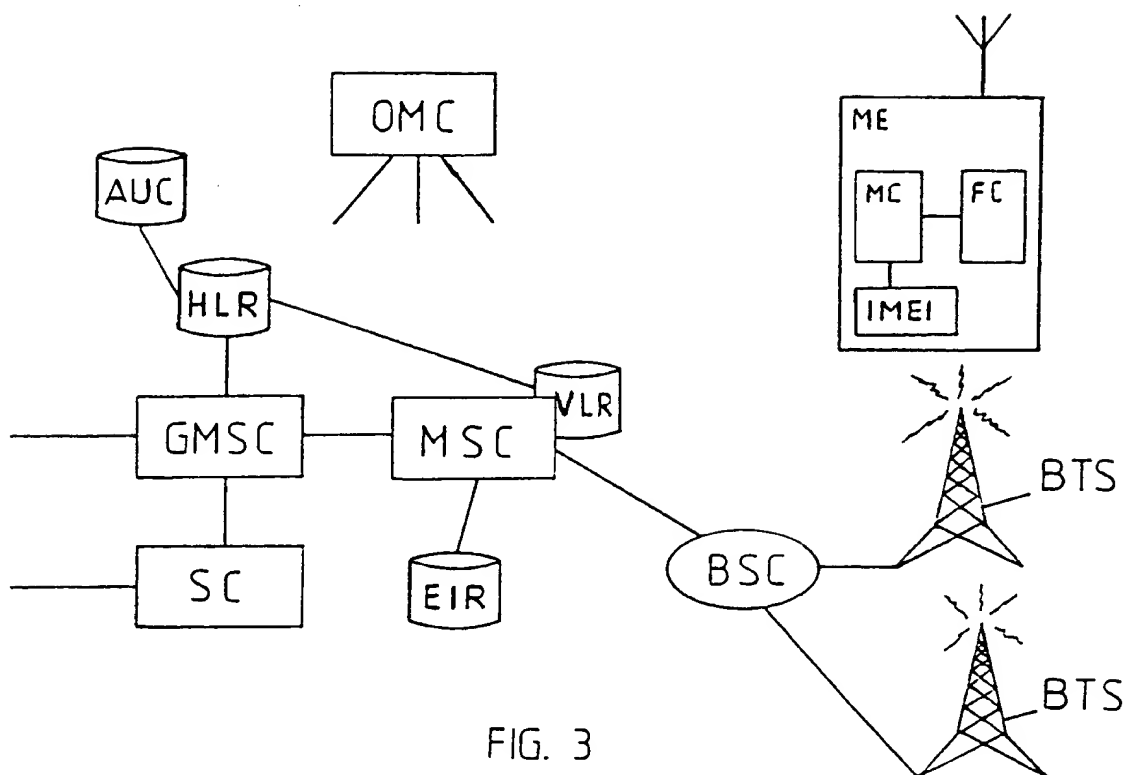 OMC
ME
AUC
MC
FC
HLR
IMEI
VLR
GMSC
MSC
BTS
BSC
SC
EIR
BTS
FIG. 3